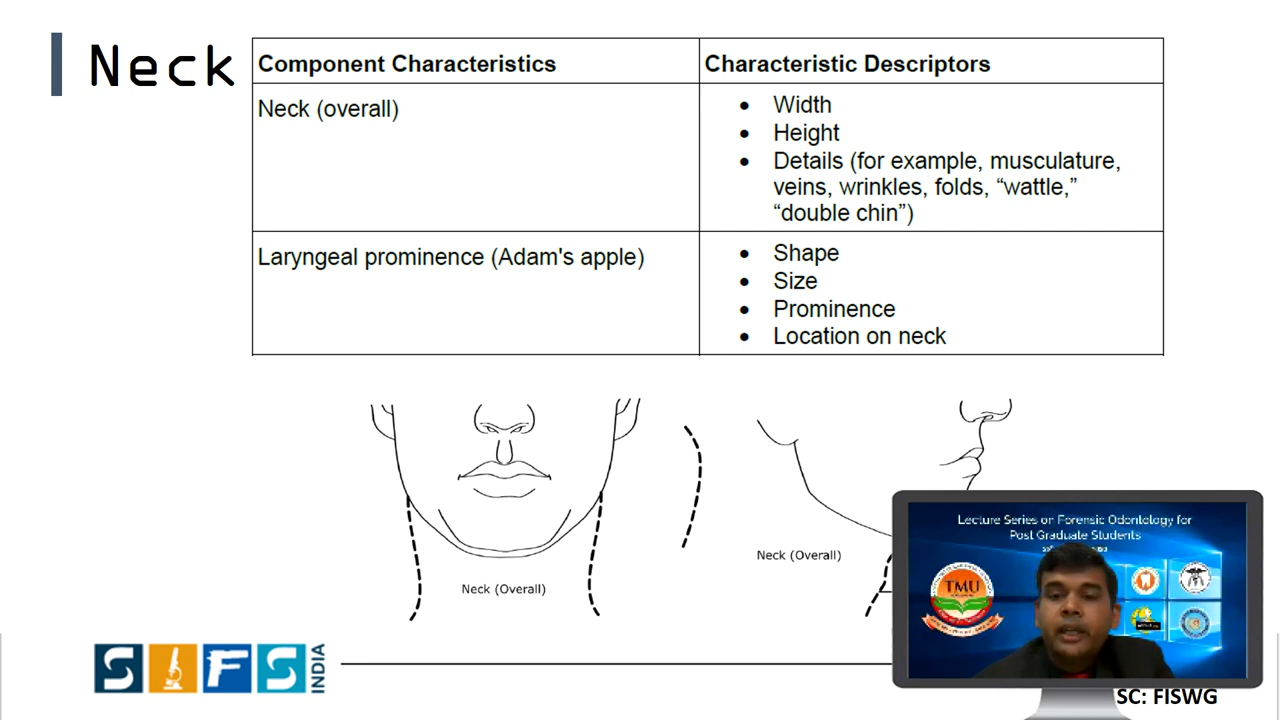 Neck
Component Characteristics
Characteristic Descriptors
Neck (overall)
• Width
• Height
• Details (for example, musculature,
veins, wrinkles, folds, “wattle,”
“double chin”)
Laryngeal prominence (Adam's apple)
• Shape
• Size
• Prominence
• Location on neck
Neck (Overall)
Neck (Overall)
Lecture Series on Forensic Odontology for
Post Graduate Students
TMU
SIFS
INDIA
SC: FISWG